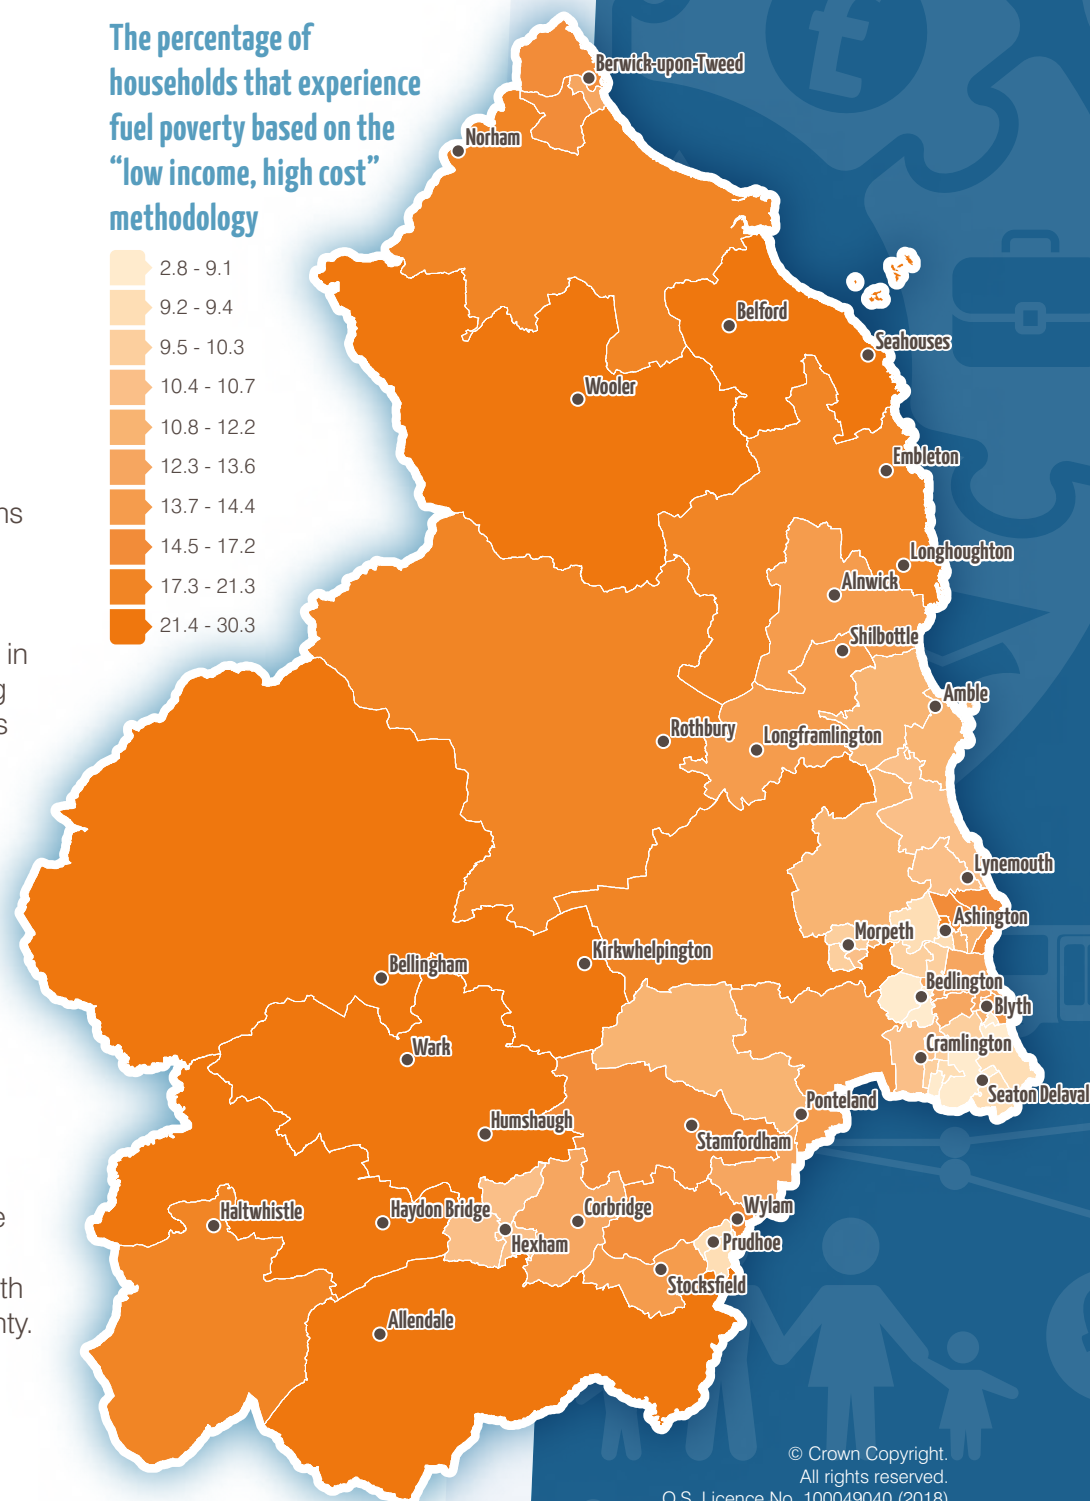 The percentage of
households that experience
fuel poverty based on the
“low income, high cost”
methodology
2.8 - 9.1
9.2 - 9.4
9.5 - 10.3
10.4 - 10.7
10.8 - 12.2
12.3 - 13.6
13.7 - 14.4
14.5 - 17.2
17.3 - 21.3
21.4 - 30.3
ns
in
g
s
e
th
nty.
Berwick-upon-Tweed
Norham
Belford
Seahouses
Wooler
Embleton
Longhoughton
Alnwick
Shilbottle
Amble
Rothbury
Longframlington
Lynemouth
Ashington
Morpeth
Kirkwhelpington
Bellingham
Bedlington
Blyth
Wark
Cramlington
Seaton Delaval
Ponteland
Humshaugh
Stamfordham
Haltwhistle
Haydon Bridge
Corbridge
Wylam
Hexham
Prudhoe
Stocksfield
Allendale
© Crown Copyright.
All rights reserved.
O.S. Licence No. 100049040 (2018)
£